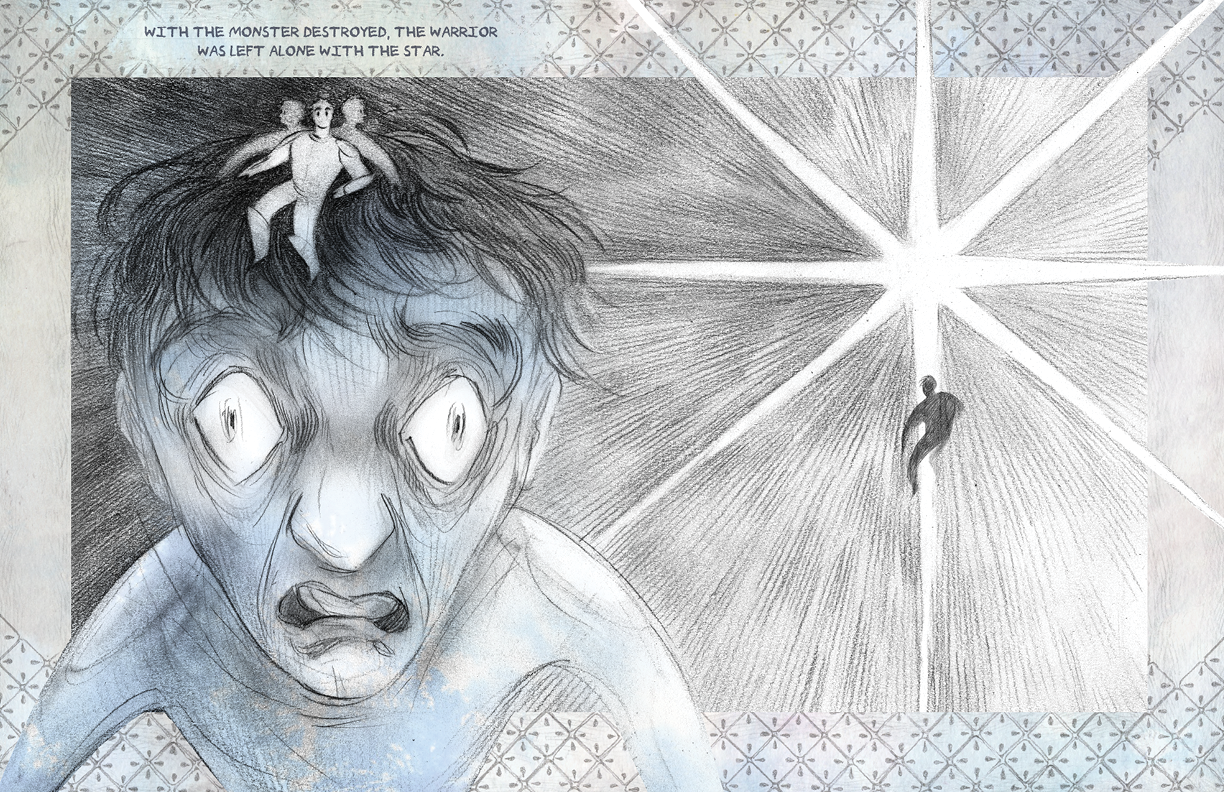 WITH THE MONSTER DESTROYED, THE WARRIOR
WAS LEFT ALONE WITH THE STAR.